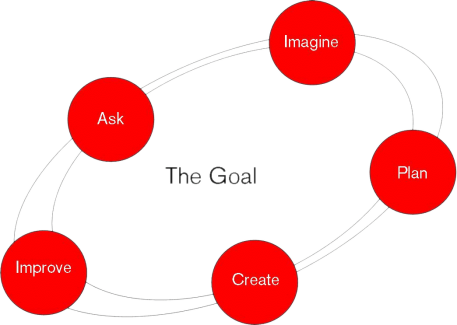 Imagine
Ask
The Goal
Plan
Improve
Create